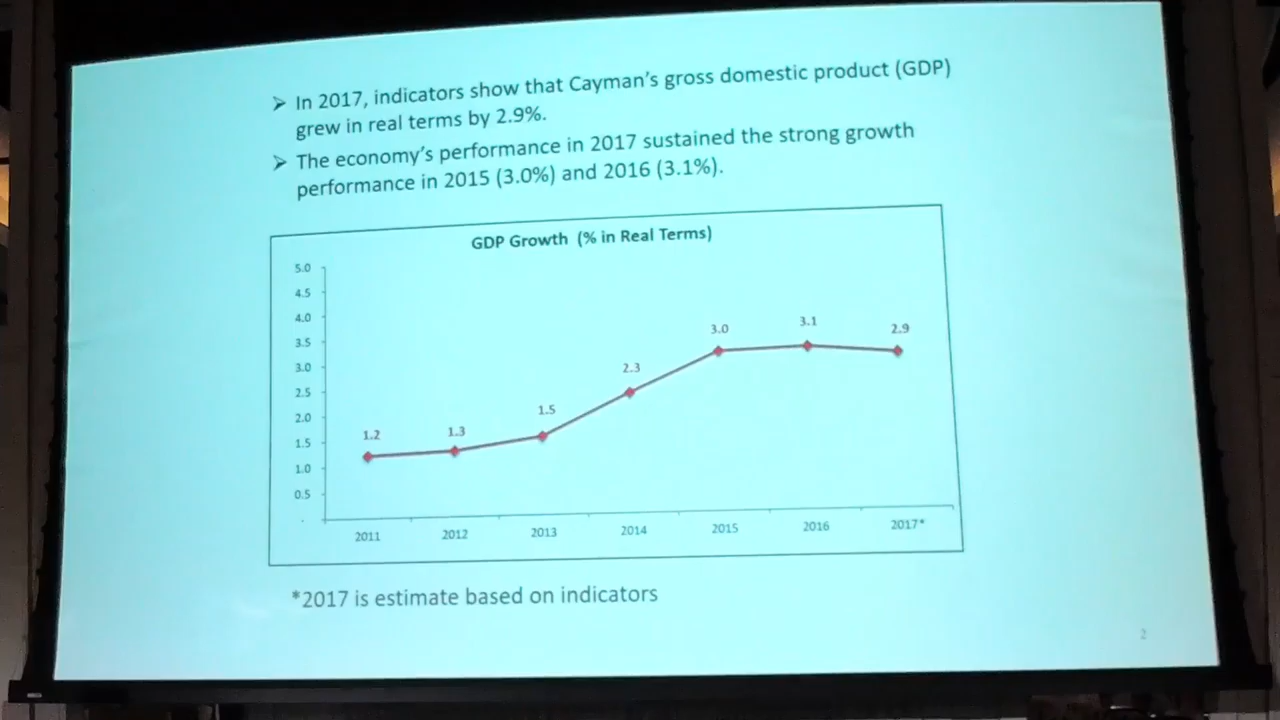 ➢ In 2017, indicators show that Cayman's gross domestic product (GDP)
grew in real terms by 2.9%.
➢ The economy's performance in 2017 sustained the strong growth
performance in 2015 (3.0%) and 2016 (3.1%).
GDP Growth (% in Real Terms)
5.0
4.5
4.0
3.5
3.0
2.5
2.0
1.5
1.0
0.5
-
1.2 1.3 1.5 2.3 3.0 3.1 2.9
2011 2012 2013 2014 2015 2016 2017*
*2017 is estimate based on indicators
2